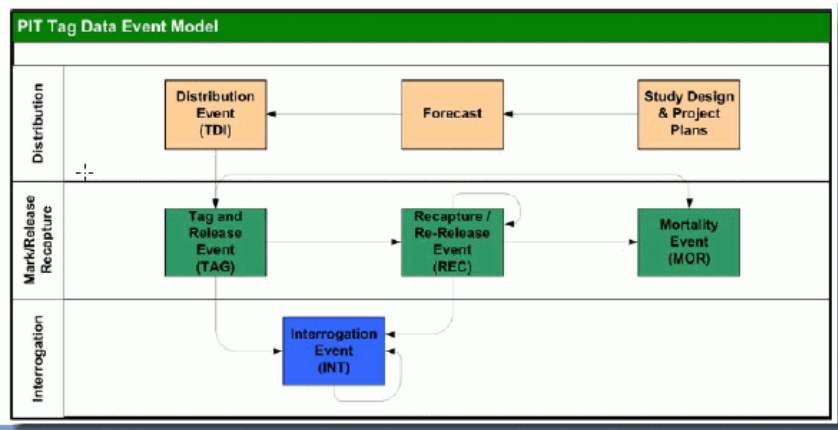 PIT Tag Data Event Model
Distribution
Distribution
Event
(TDI)
Forecast
Study Design
& Project
Plans
Mark/Release
Recapture
Tag and
Release
Event
(TAG)
Recapture /
Re-Release
Event
(REC)
Mortality
Event
(MOR)
Interrogation
Interrogation
Event
(INT)